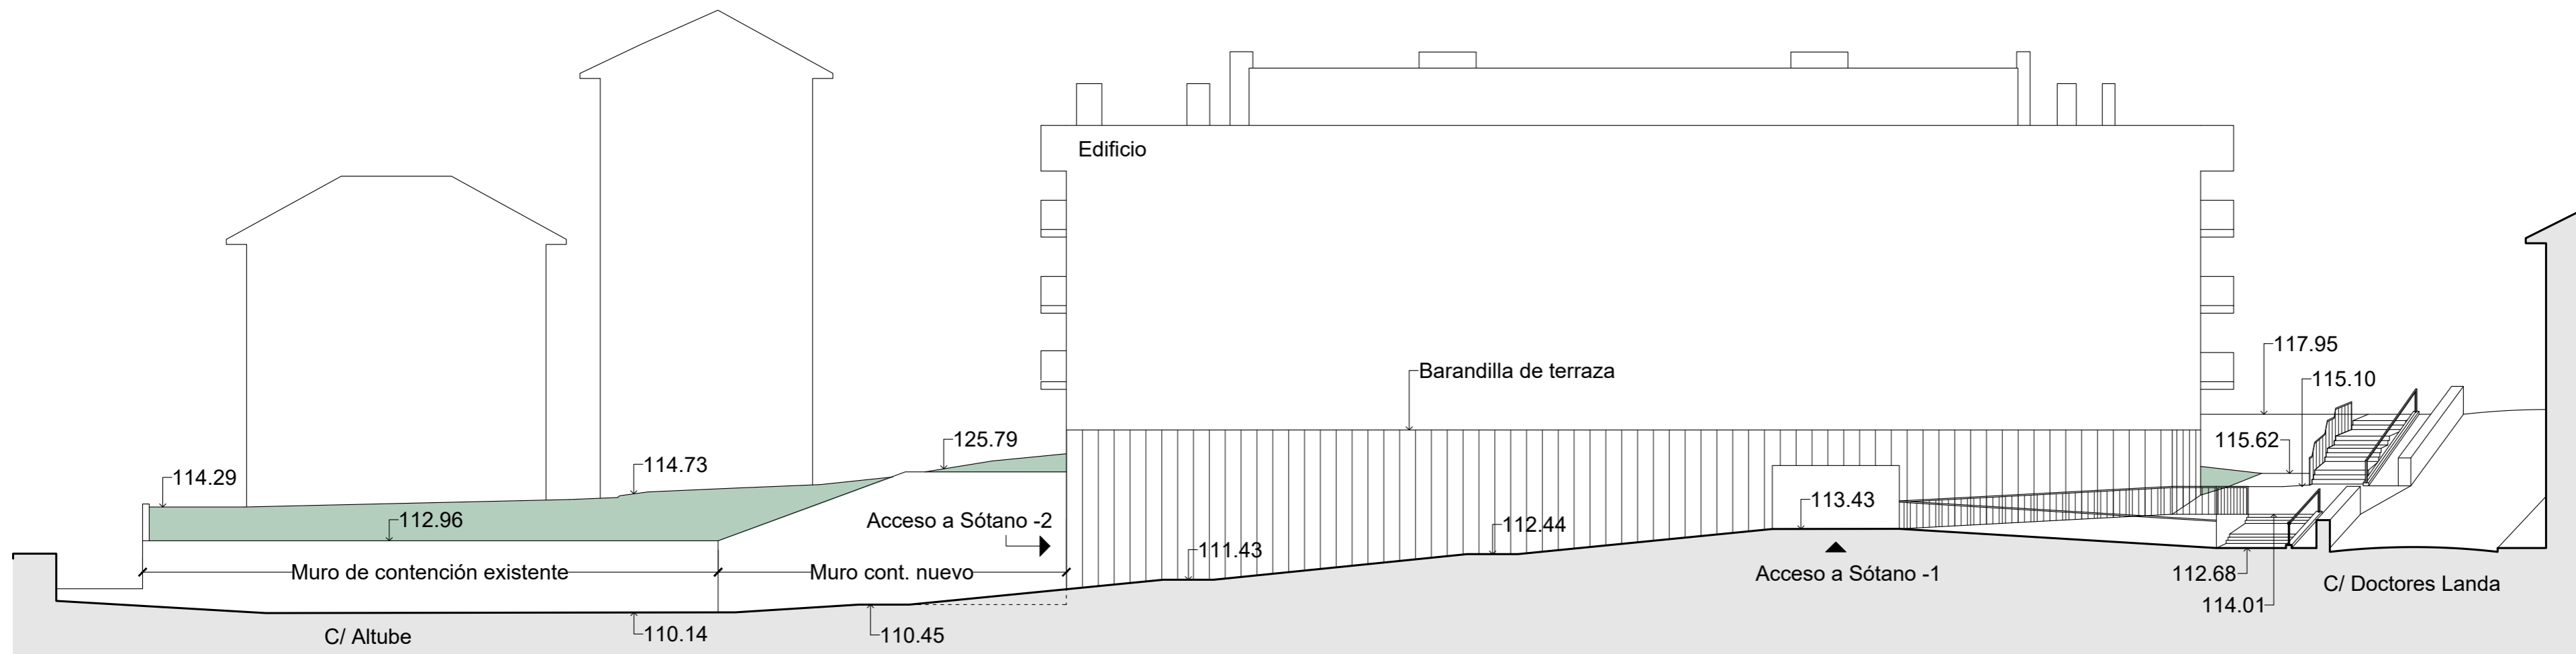 Edificio
117.95
Barandilla de terraza
115.10
125.79
115.62
114.73
114.29
113.43
112.96
Acceso a Sótano -2
112.44
111.43
Muro de contención existente
Muro cont. nuevo
Acceso a Sótano -1
112.68
C/ Doctores Landa
114.01
C/ Altube
110.14
110.45